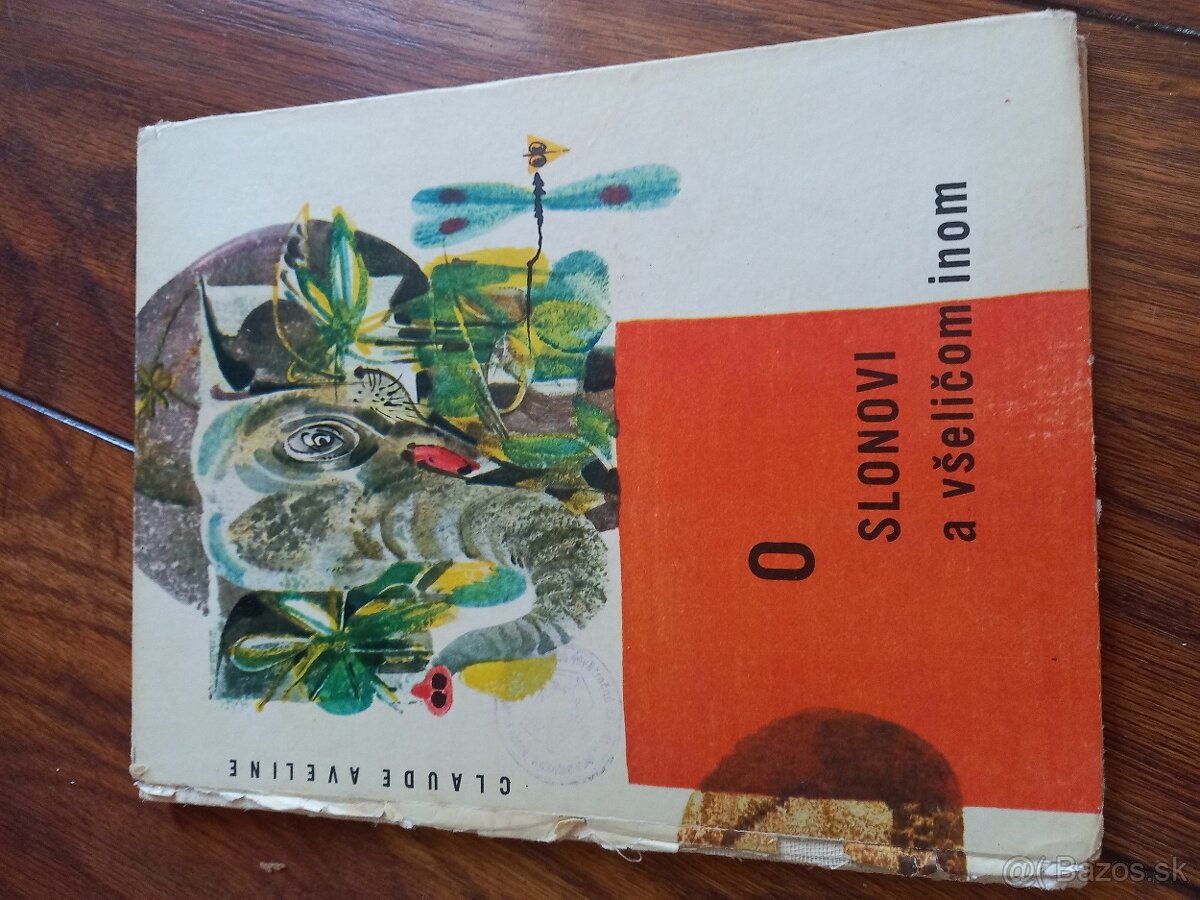 CLAUDE AVELINE
O
SLONOVI
a všeličom inom
@( Bazos.sk